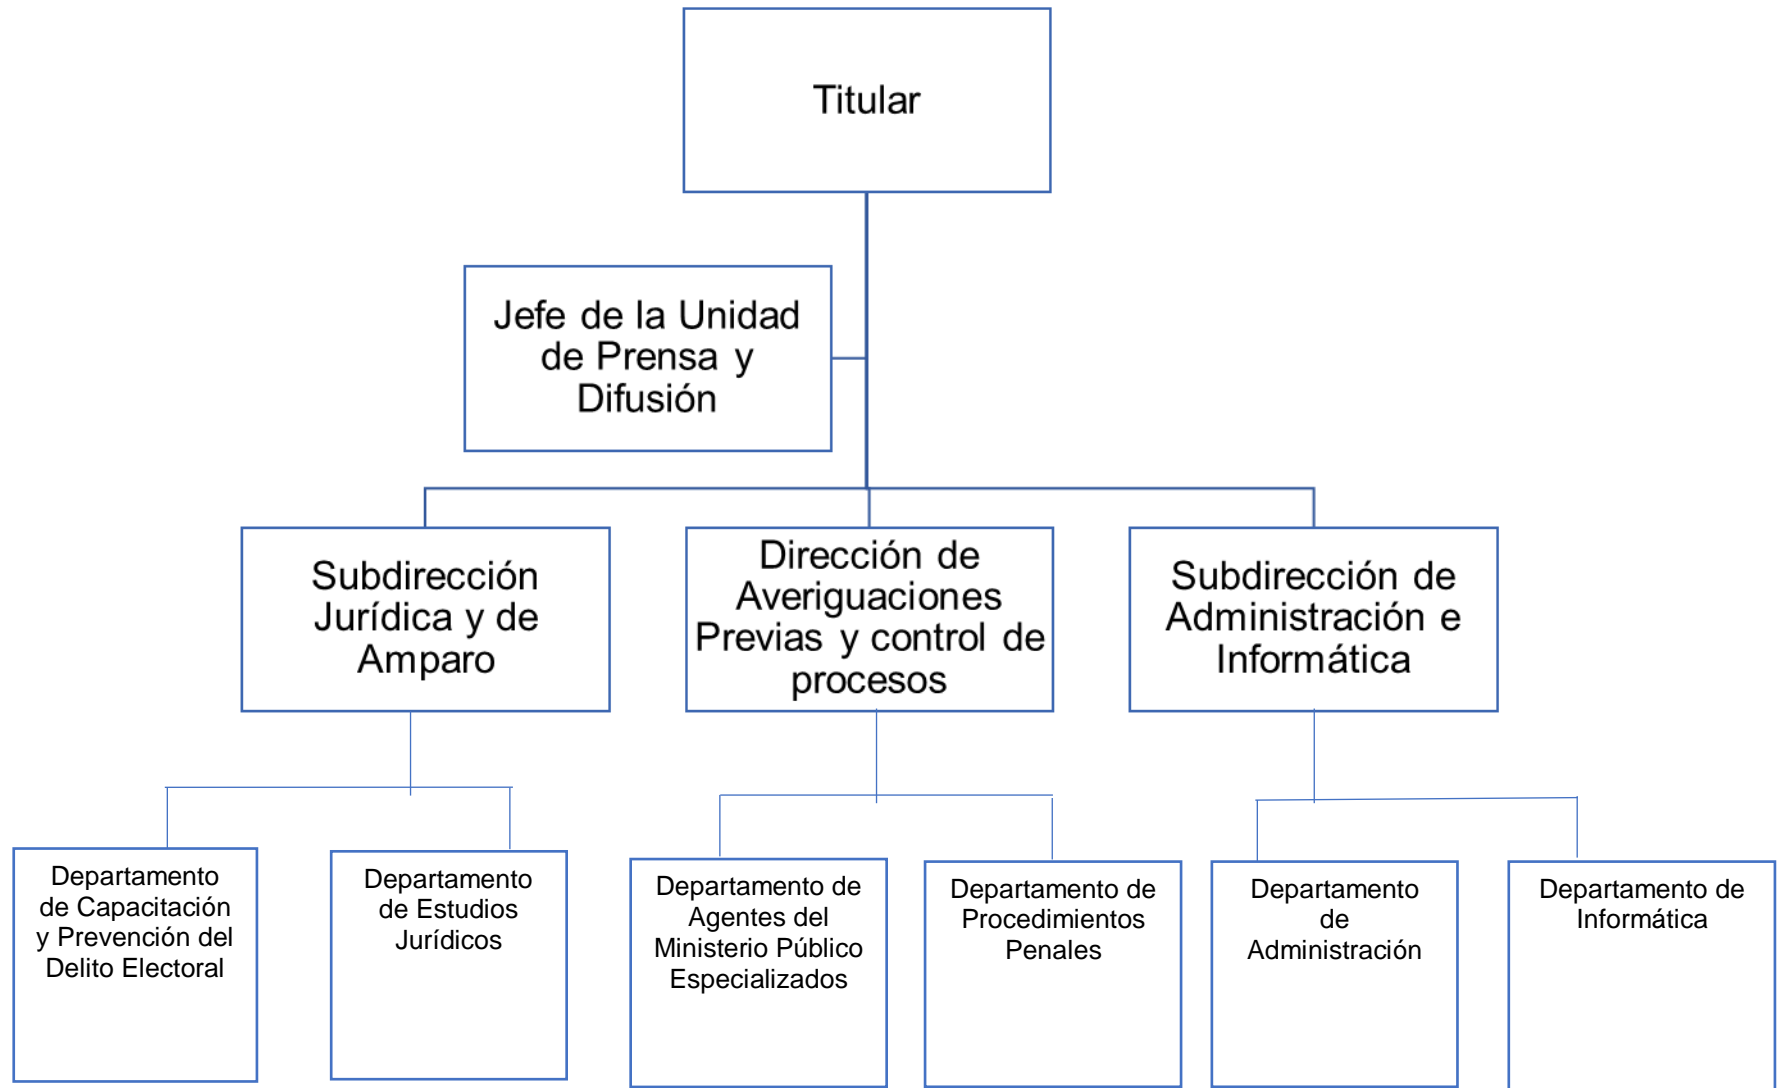 Titular
Jefe de la Unidad
de Prensa y
Difusión
Subdirección
Jurídica y de
Amparo
Dirección de
Averiguaciones
Previas y control de
procesos
Subdirección de
Administración e
Informática
Departamento
de Capacitación
y Prevención del
Delito Electoral
Departamento
de Estudios
Jurídicos
Departamento de
Agentes del
Ministerio Público
Especializados
Departamento de
Procedimientos
Penales
Departamento
de
Administración
Departamento de
Informática